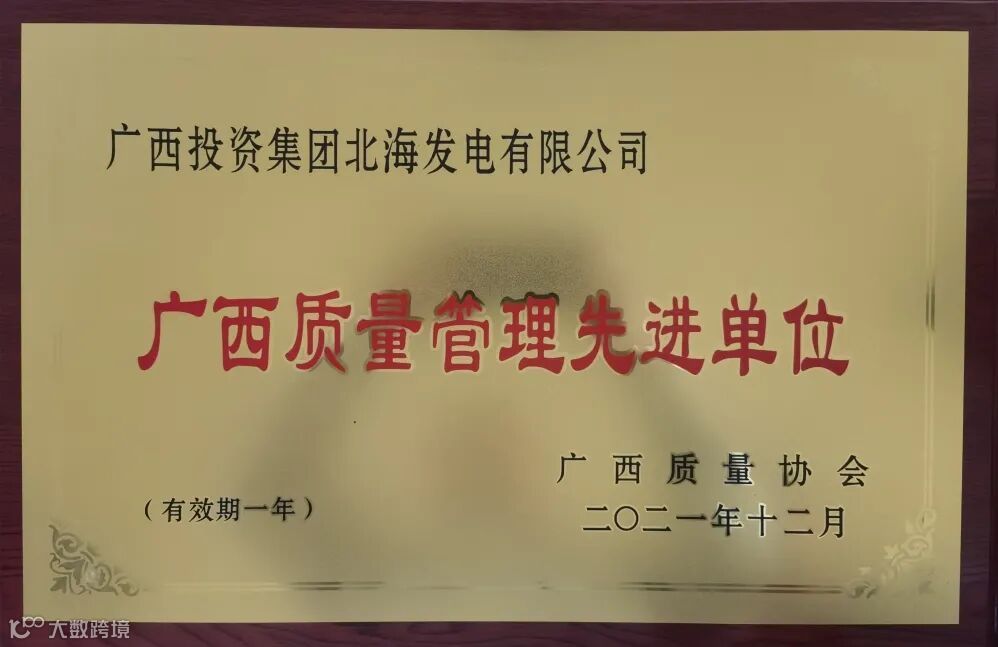 广西投资集团北海发电有限公司
广西质量管理先进单位
广西质量协会
（有效期一年）
二〇二一年十二月
大数跨境